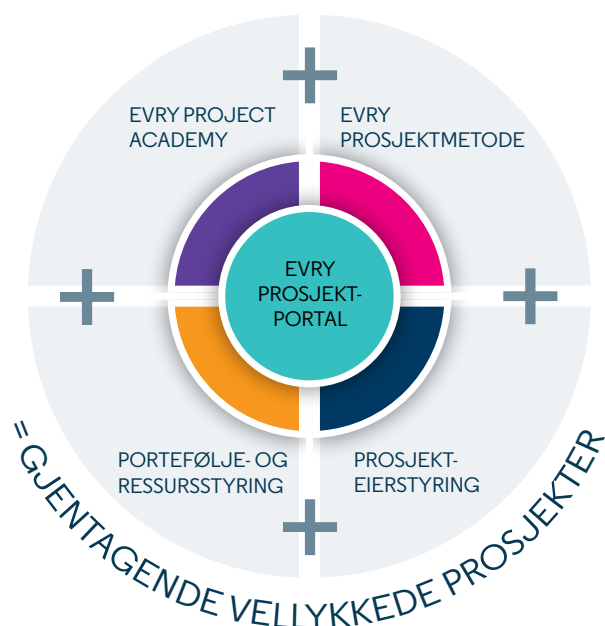 EVRY PROJECT
ACADEMY
EVRY
PROSJEKTMETODE
EVRY
PROSJEKT-
PORTAL
PORTEFØLJE- OG
RESSURSSTYRING
PROSJEKT-
EIERSTYRING
= GJENTAGENDE VELLYKKEDE PROSJEKTER